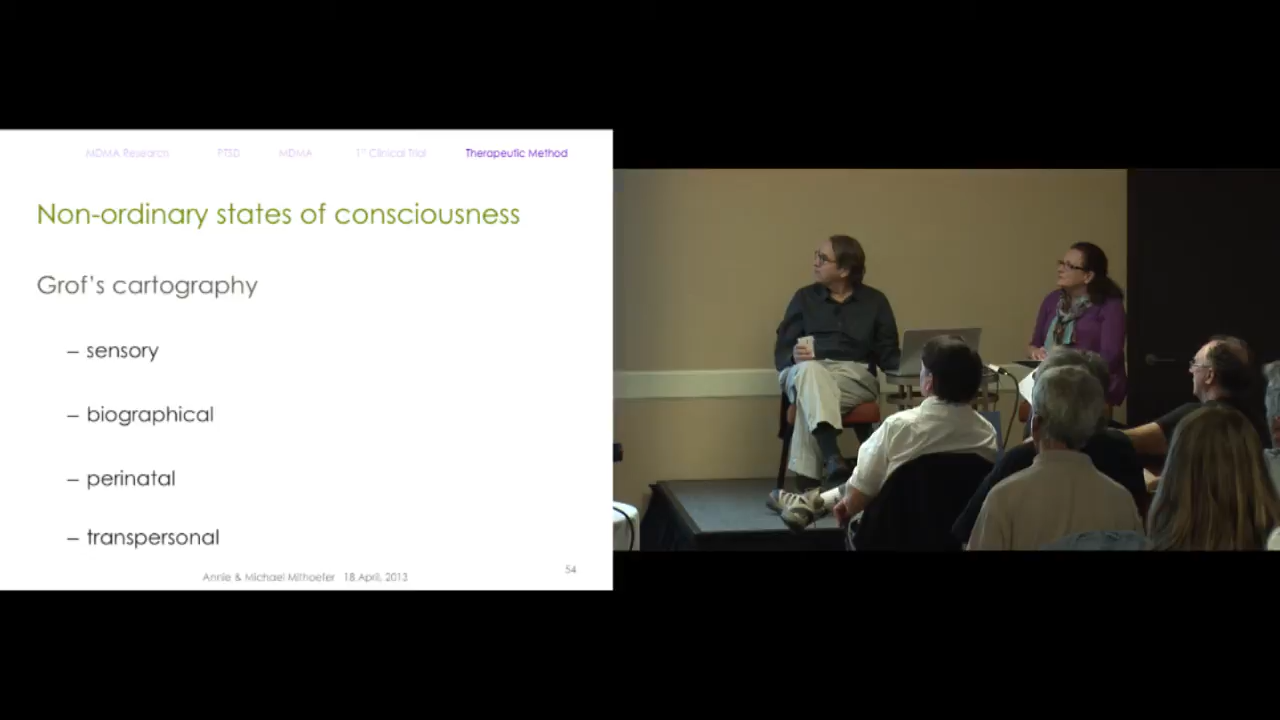 MDMA Research PTSD MDMA 1st Clinical Trial Therapeutic Method
Non-ordinary states of consciousness
Grof's cartography
– sensory
– biographical
– perinatal
– transpersonal
Annie & Michael Mithoefer 18 April, 2013
54